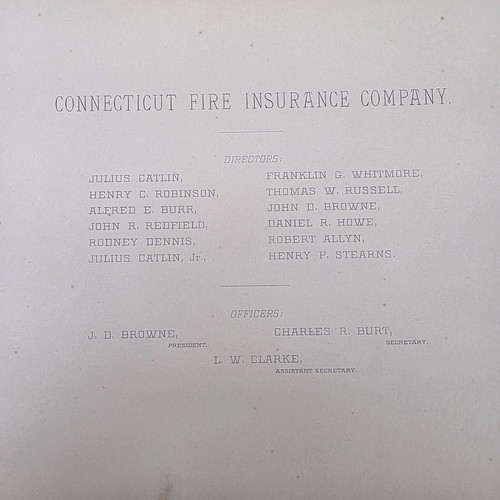 CONNECTICUT FIRE INSURANCE COMPANY.
DIRECTORS:
JULIUS CATLIN,
HENRY C. ROBINSON,
ALFRED E. BURR,
JOHN R. REDFIELD,
RODNEY DENNIS,
JULIUS CATLIN, Jr.,
FRANKLIN G. WHITMORE,
THOMAS W. RUSSELL,
JOHN D. BROWNE,
DANIEL R. HOWE,
ROBERT ALLYN,
HENRY P. STEARNS.
OFFICERS:
J. D. BROWNE,
PRESIDENT.
CHARLES R. BURT,
SECRETARY.
L. W. CLARKE,
ASSISTANT SECRETARY.